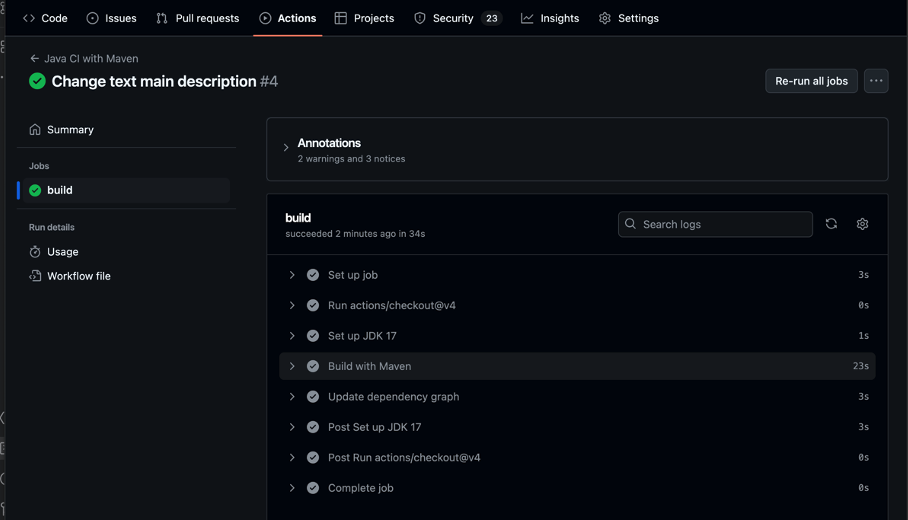 Code Issues Pull requests Actions Projects Security 23 Insights Settings
Java CI with Maven
Change text main description #4
Re-run all jobs
Summary
Jobs
build
Run details
Usage
Workflow file
Annotations
2 warnings and 3 notices
build
succeeded 2 minutes ago in 34s
Search logs
Set up job 3s
Run actions/checkout@v4 0s
Set up JDK 17 1s
Build with Maven 23s
Update dependency graph 3s
Post Set up JDK 17 3s
Post Run actions/checkout@v4 0s
Complete job 0s